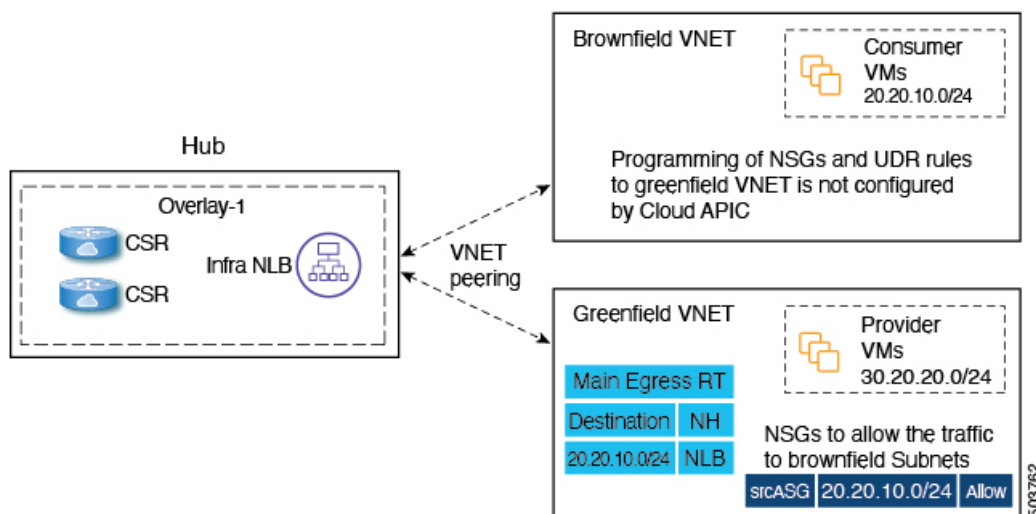 Hub
Overlay-1
CSR
CSR
Infra NLB
VNET
peering
Brownfield VNET
Consumer
VMs
20.20.10.0/24
Programming of NSGs and UDR rules
to greenfield VNET is not configured
by Cloud APIC
Greenfield VNET
Provider
VMs
30.20.20.0/24
Main Egress RT
Destination NH
20.20.10.0/24 NLB
NSGs to allow the traffic
to brownfield Subnets
srcASG 20.20.10.0/24 Allow
503762